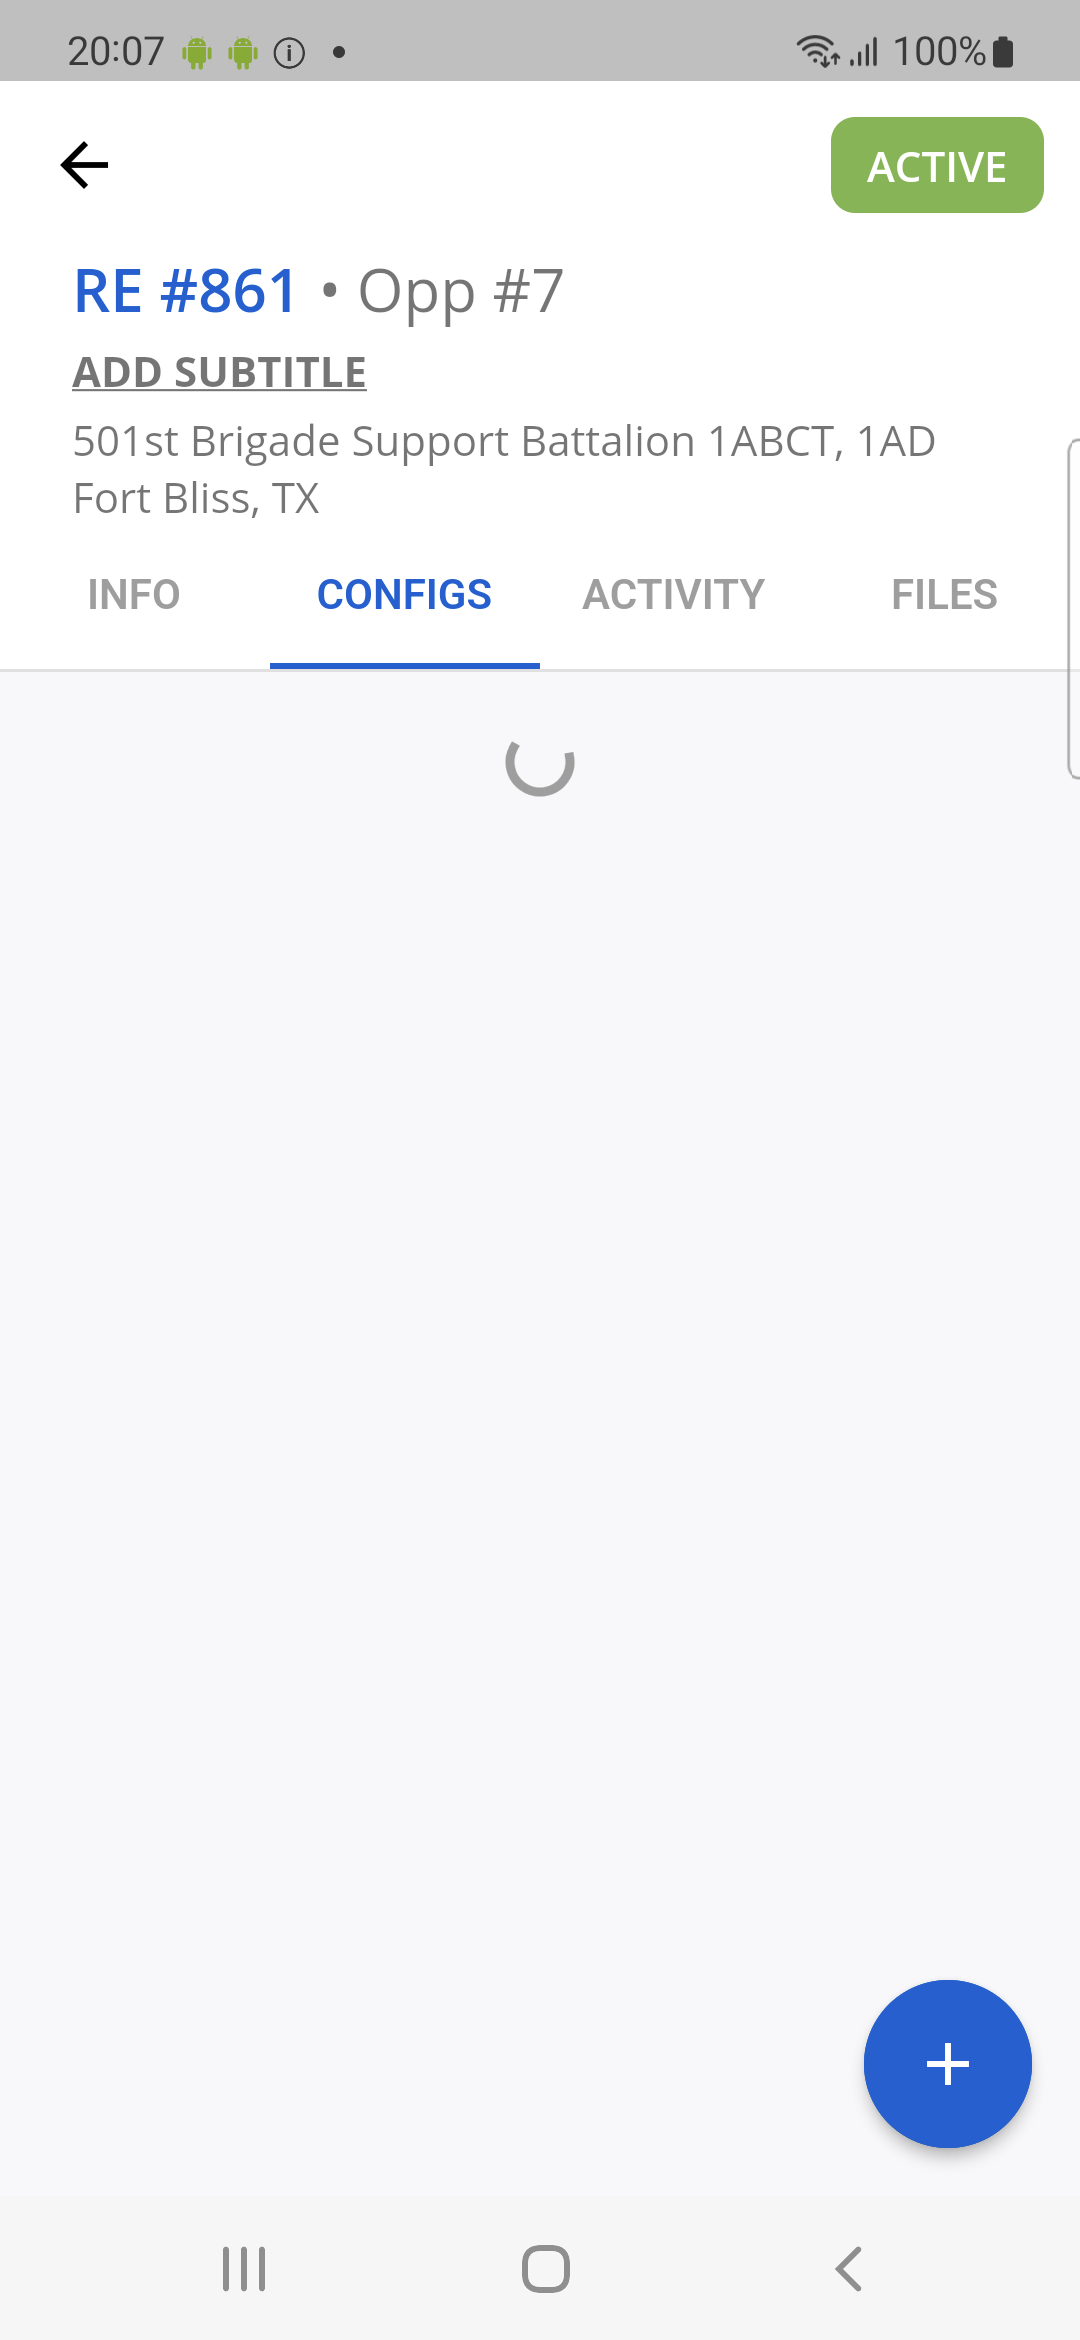 20:07 100%
ACTIVE
RE #861 • Opp #7
ADD SUBTITLE
501st Brigade Support Battalion 1ABCT, 1AD
Fort Bliss, TX
INFO CONFIGS ACTIVITY FILES